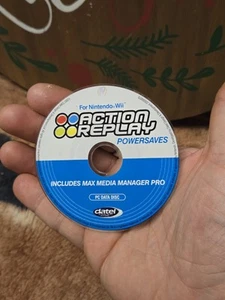 For Nintendo Wii
ACTION
REPLAY
POWERSAVES
INCLUDES MAX MEDIA MANAGER PRO
PC DATA DISC
datel